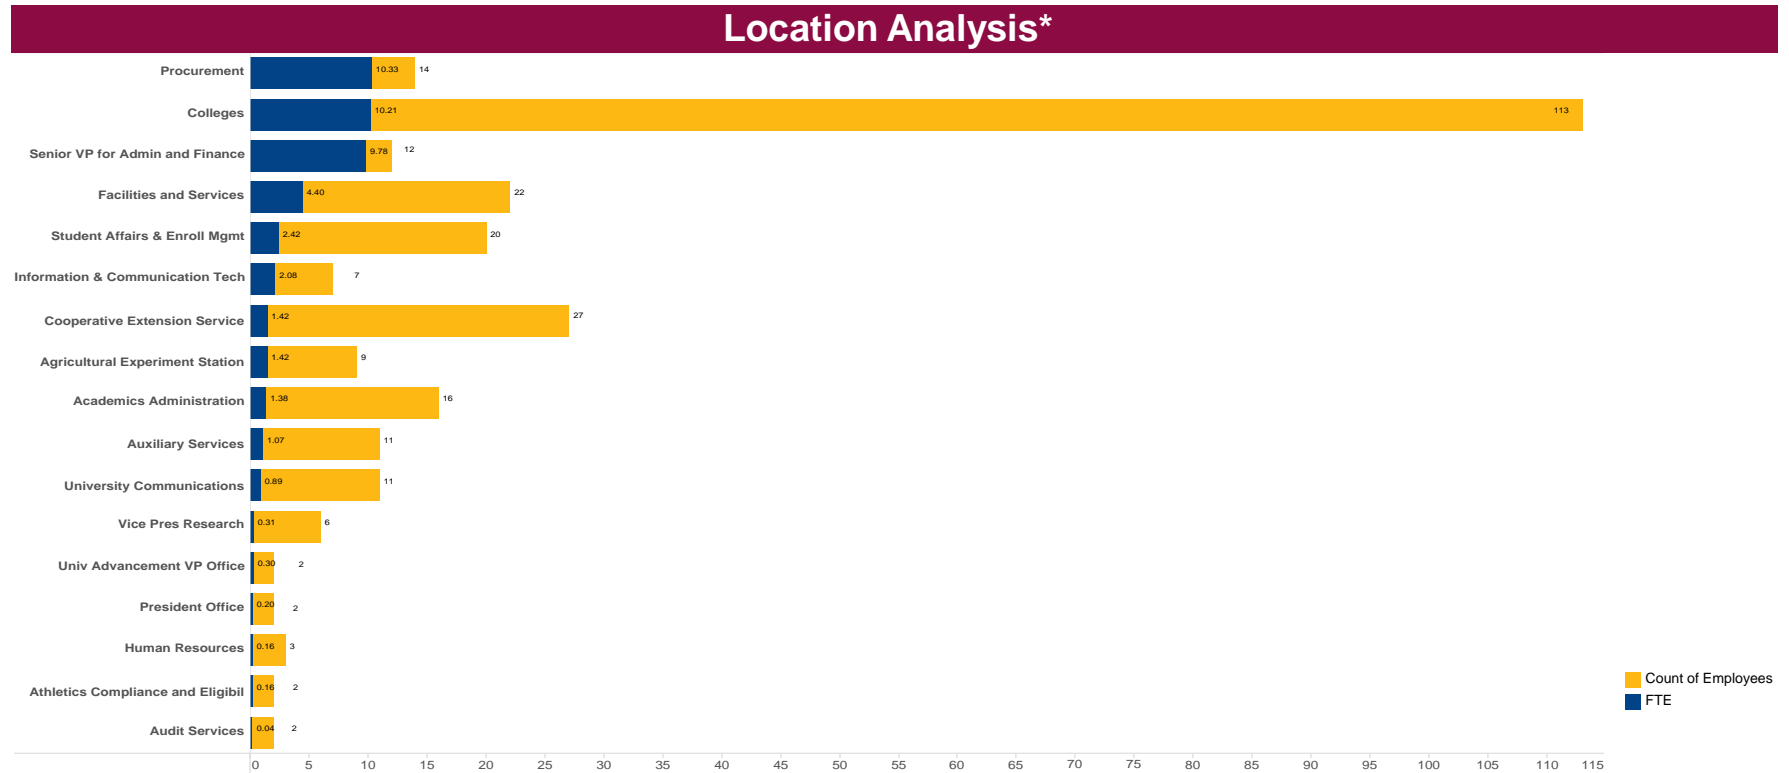 Location Analysis*
Procurement 10.33 14
Colleges 10.21 113
Senior VP for Admin and Finance 9.78 12
Facilities and Services 4.40 22
Student Affairs & Enroll Mgmt 2.42 20
Information & Communication Tech 2.08 7
Cooperative Extension Service 1.42 27
Agricultural Experiment Station 1.42 9
Academics Administration 1.38 16
Auxiliary Services 1.07 11
University Communications 0.89 11
Vice Pres Research 0.31 6
Univ Advancement VP Office 0.30 2
President Office 0.20 2
Human Resources 0.16 3
Athletics Compliance and Eligibil 0.16 2
Audit Services 0.04 2
0 5 10 15 20 25 30 35 40 45 50 55 60 65 70 75 80 85 90 95 100 105 110 115
Count of Employees
FTE